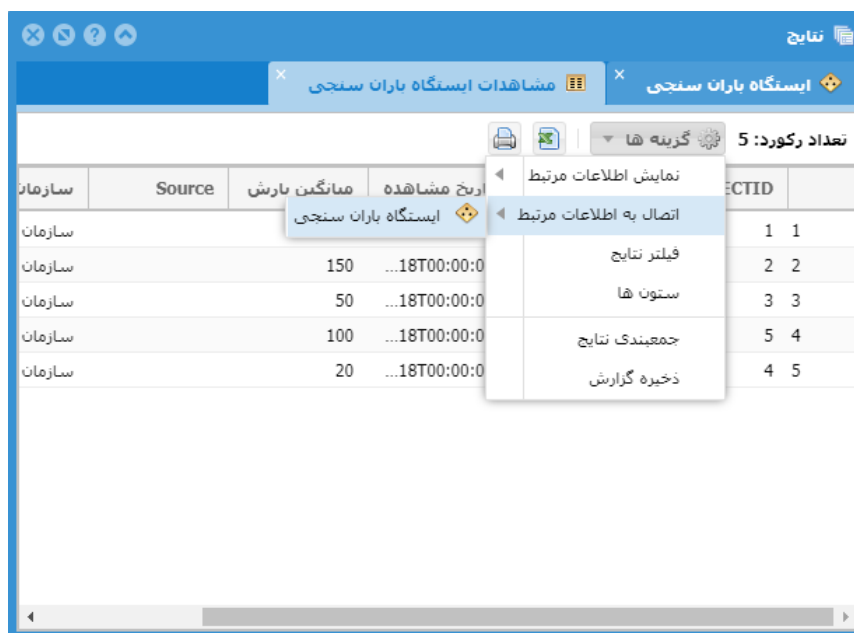 نتایج
ایستگاه باران سنجی × مشاهدات ایستگاه باران سنجی ×
تعداد رکورد: 5 گزینه ها
ECTID اریخ مشاهده میانگین بارش Source سازمان
نمایش اطلاعات مرتبط
اتصال به اطلاعات مرتبط
ایستگاه باران سنجی
فیلتر نتایج
ستون ها
جمعبندی نتایج
ذخیره گزارش
1 1 سازمان
2 2 ...18T00:00:0 150 سازمان
3 3 ...18T00:00:0 50 سازمان
4 5 ...18T00:00:0 100 سازمان
5 4 ...18T00:00:0 20 سازمان